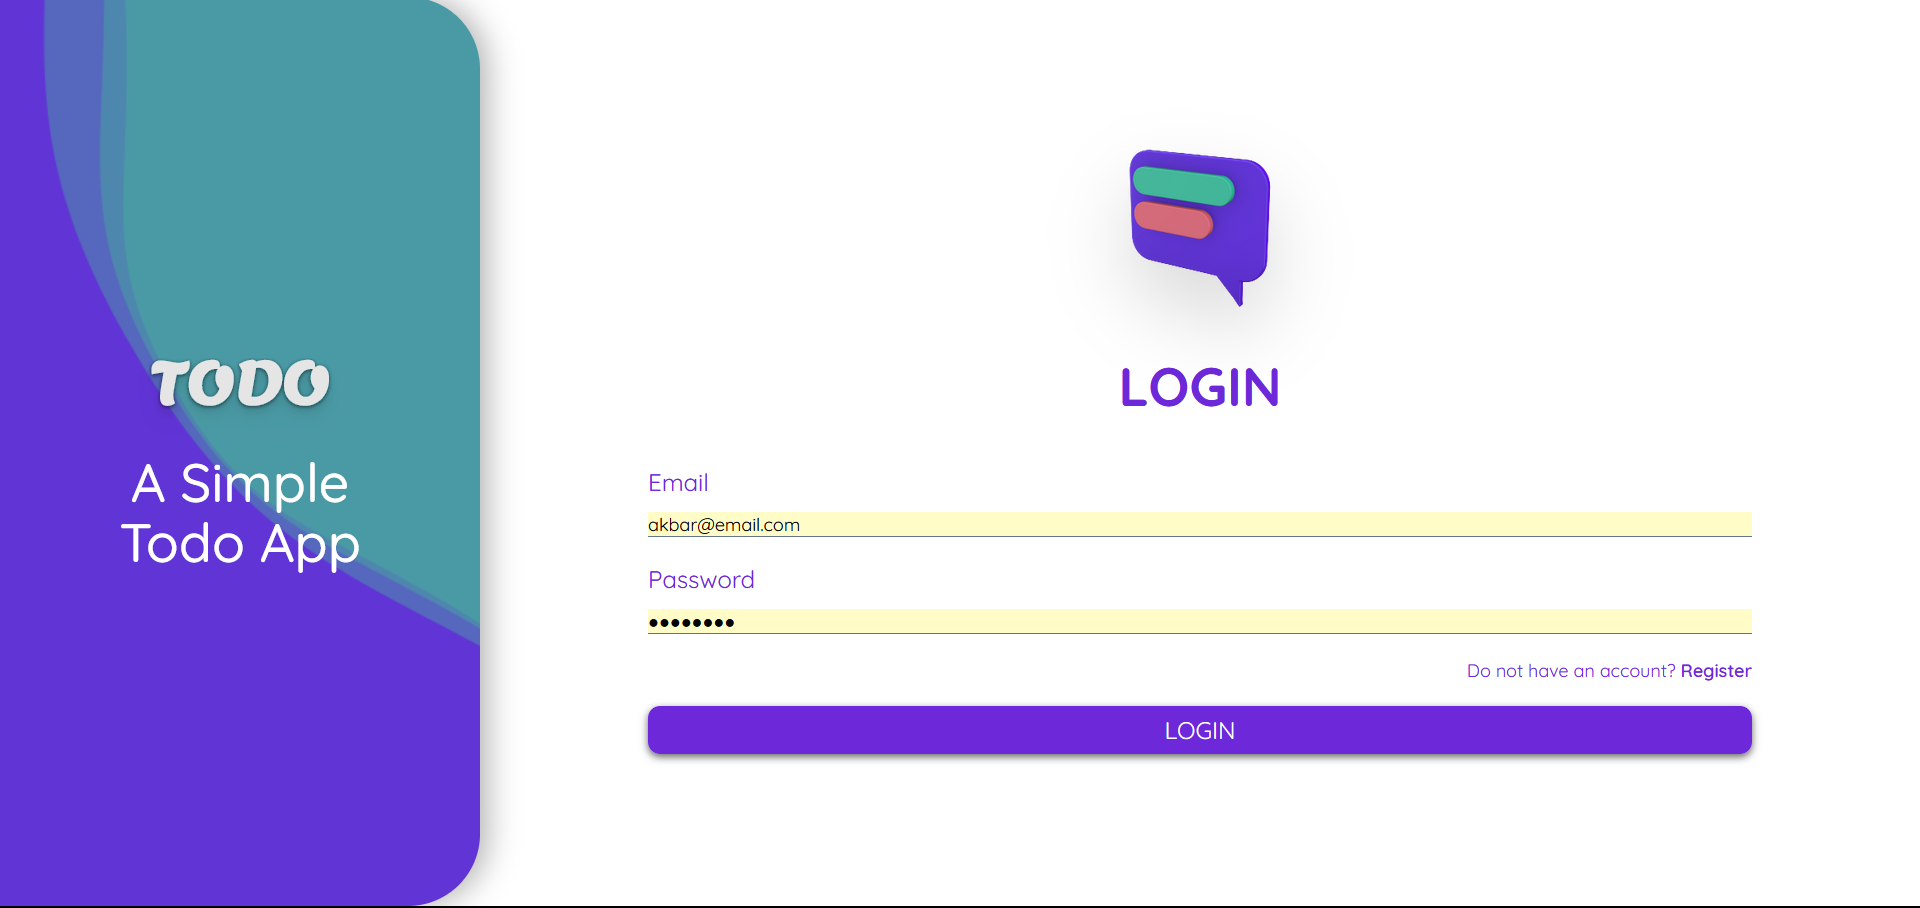 TODO
A Simple
Todo App
LOGIN
Email
akbar@email.com
Password
••••••••
Do not have an account? Register
LOGIN